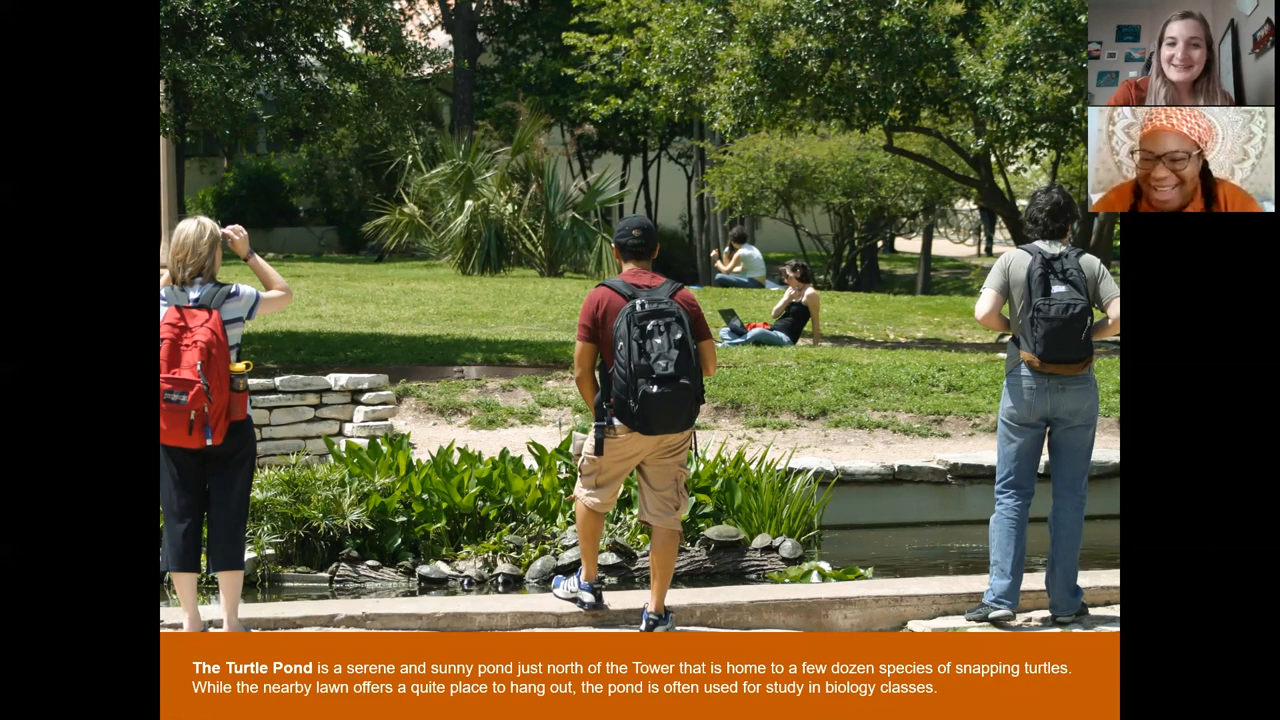 The Turtle Pond is a serene and sunny pond just north of the Tower that is home to a few dozen species of snapping turtles.
While the nearby lawn offers a quite place to hang out, the pond is often used for study in biology classes.